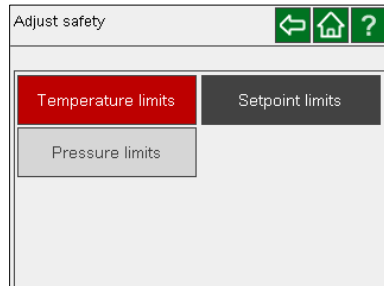 Adjust safety
?
Temperature limits
Setpoint limits
Pressure limits